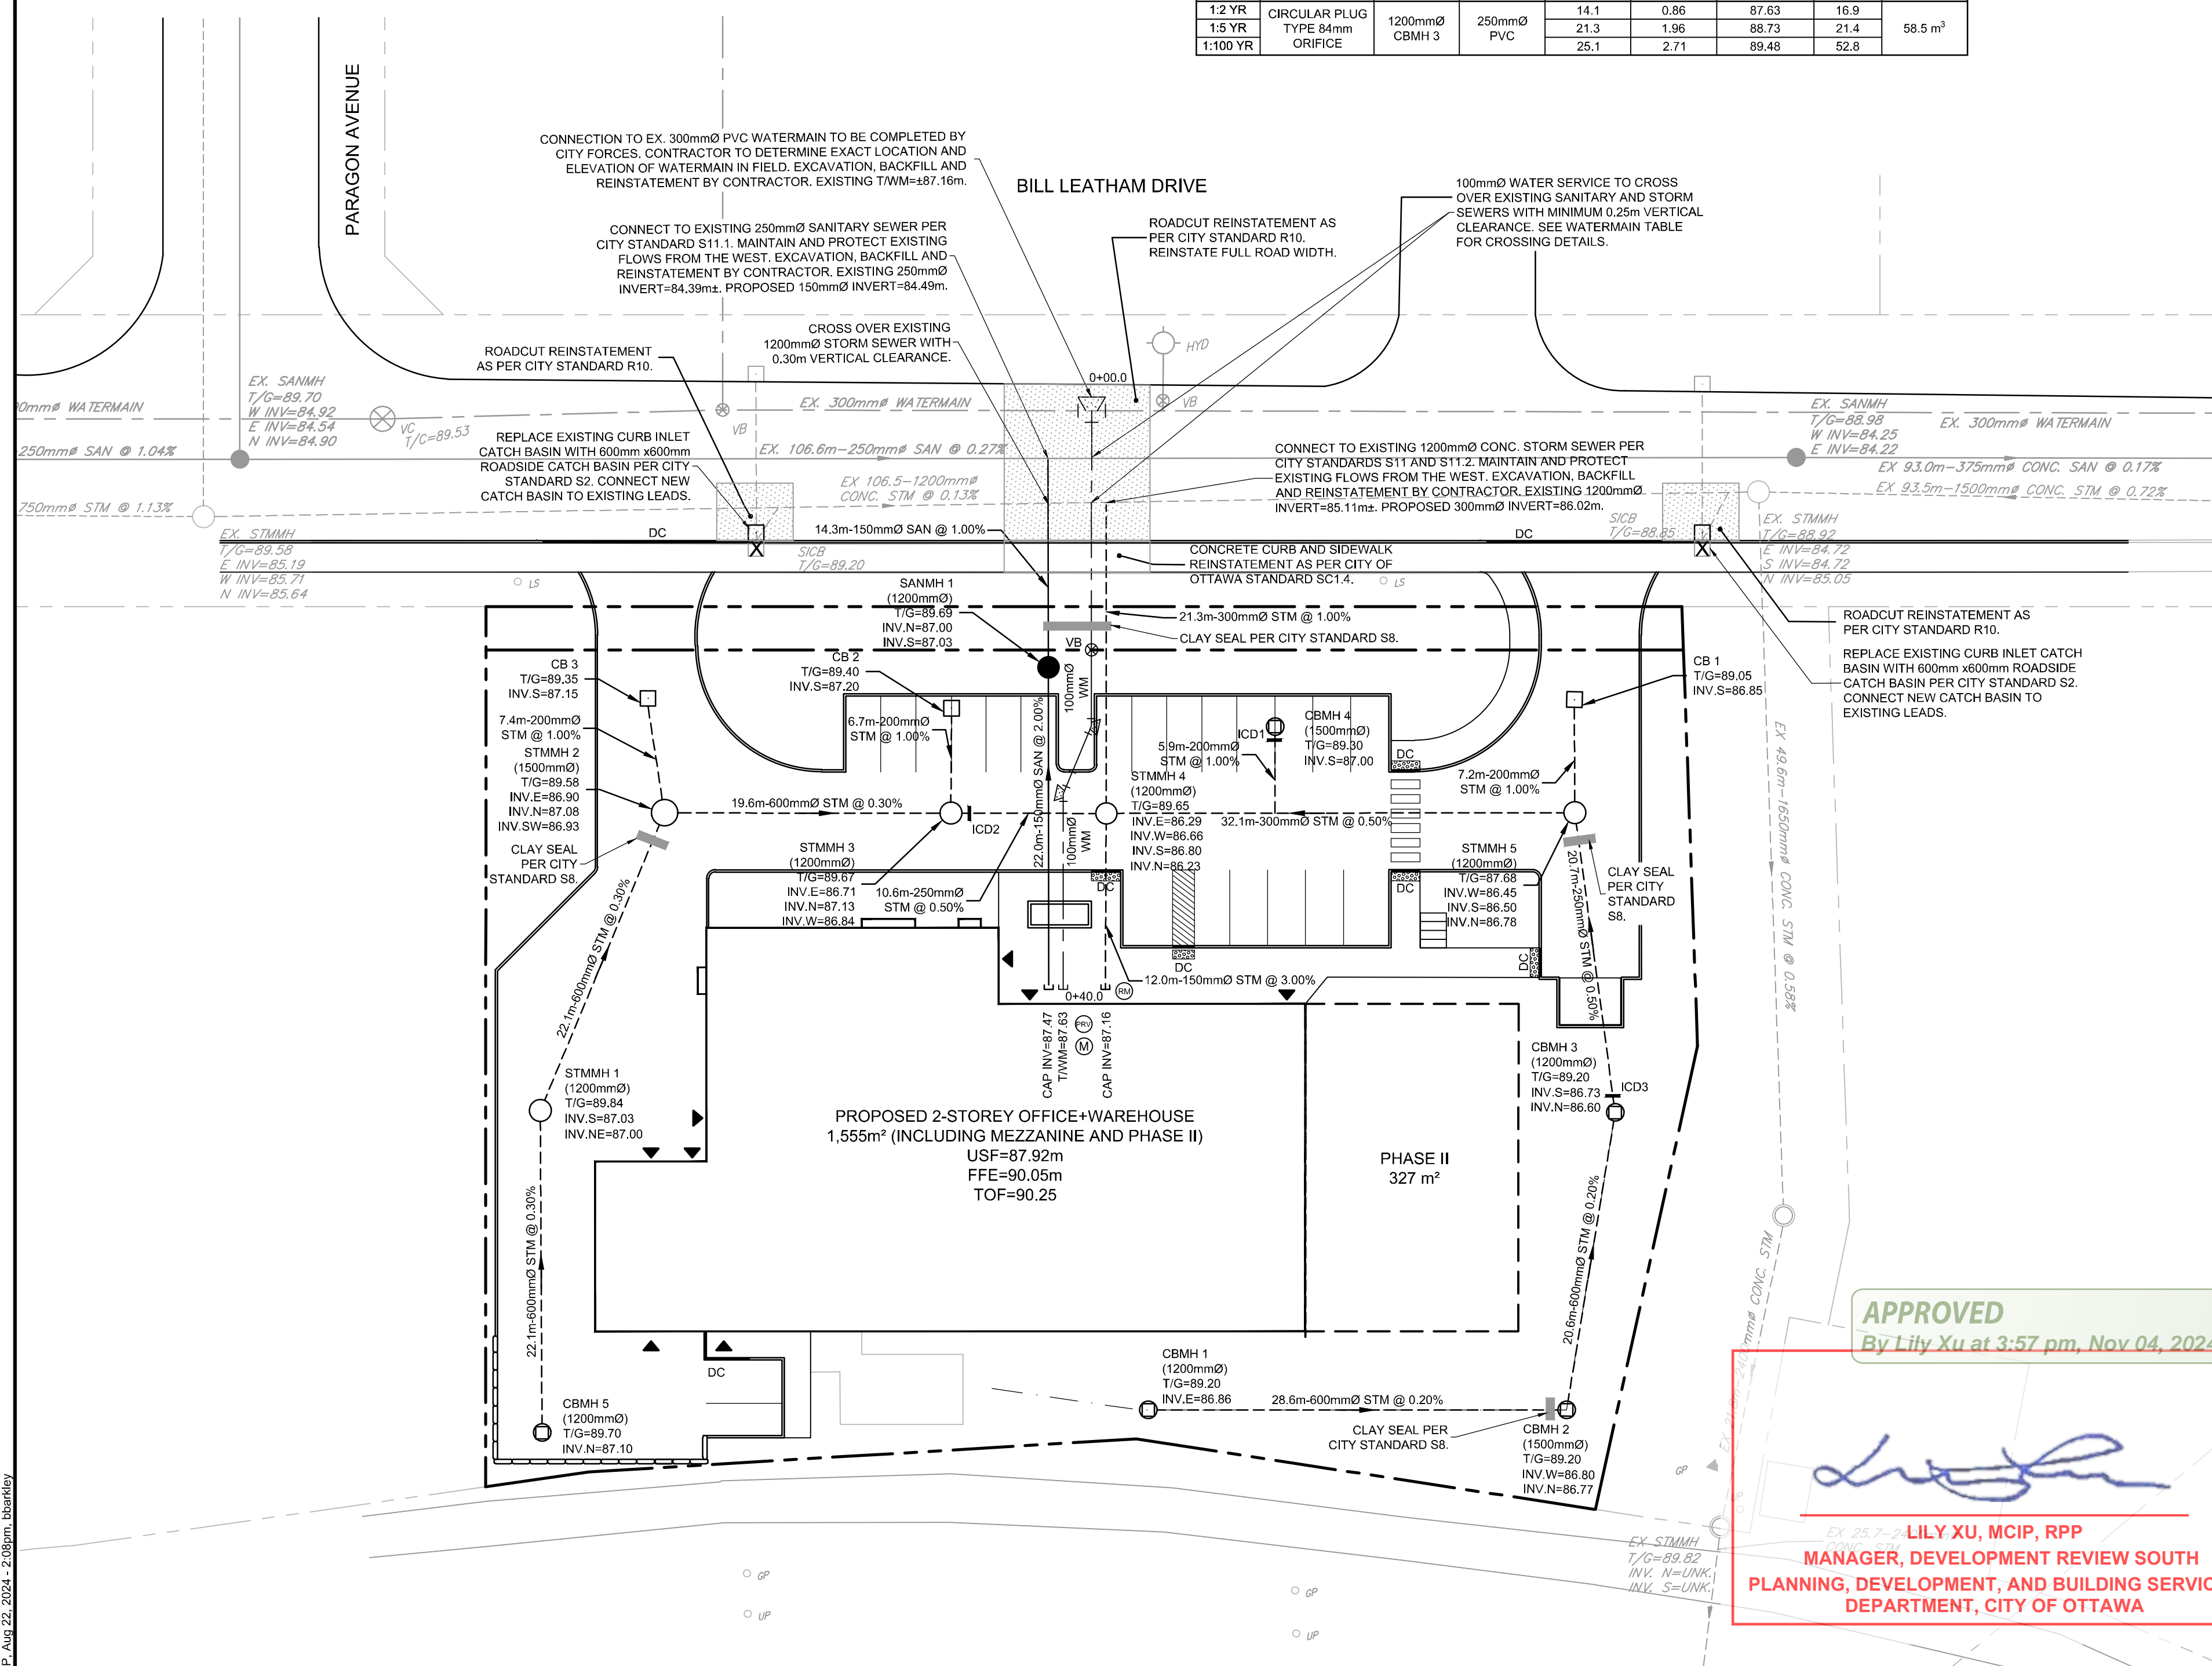 1:2 YR
1:5 YR
1:100 YR
CIRCULAR PLUG
TYPE 84mm
ORIFICE
1200mmØ
CBMH 3
250mmØ
PVC
14.1 0.86 87.63 16.9
21.3 1.96 88.73 21.4
25.1 2.71 89.48 52.8
58.5 m³
PARAGON AVENUE
BILL LEATHAM DRIVE
CONNECTION TO EX. 300mmØ PVC WATERMAIN TO BE COMPLETED BY
CITY FORCES. CONTRACTOR TO DETERMINE EXACT LOCATION AND
ELEVATION OF WATERMAIN IN FIELD. EXCAVATION, BACKFILL AND
REINSTATEMENT BY CONTRACTOR. EXISTING T/WM=±87.16m.
CONNECT TO EXISTING 250mmØ SANITARY SEWER PER
CITY STANDARD S11.1. MAINTAIN AND PROTECT EXISTING
FLOWS FROM THE WEST. EXCAVATION, BACKFILL AND
REINSTATEMENT BY CONTRACTOR. EXISTING 250mmØ
INVERT=84.39m±. PROPOSED 150mmØ INVERT=84.49m.
ROADCUT REINSTATEMENT AS
PER CITY STANDARD R10.
REINSTATE FULL ROAD WIDTH.
100mmØ WATER SERVICE TO CROSS
OVER EXISTING SANITARY AND STORM
SEWERS WITH MINIMUM 0.25m VERTICAL
CLEARANCE. SEE WATERMAIN TABLE
FOR CROSSING DETAILS.
CROSS OVER EXISTING
1200mmØ STORM SEWER WITH
0.30m VERTICAL CLEARANCE.
ROADCUT REINSTATEMENT
AS PER CITY STANDARD R10.
HYD
0+00.0
EX. SANMH
T/G=89.70
W INV=84.92
E INV=84.54
N INV=84.90
0mmø WATERMAIN
VC
T/C=89.53
VB
EX. 300mmø WATERMAIN
VB
EX. SANMH
T/G=88.98
W INV=84.25
E INV=84.22
EX. 300mmø WATERMAIN
250mmø SAN @ 1.04%
REPLACE EXISTING CURB INLET
CATCH BASIN WITH 600mm x600mm
ROADSIDE CATCH BASIN PER CITY
STANDARD S2. CONNECT NEW
CATCH BASIN TO EXISTING LEADS.
EX. 106.6m-250mmø SAN @ 0.27%
EX 106.5-1200mmø
CONC. STM @ 0.13%
CONNECT TO EXISTING 1200mmØ CONC. STORM SEWER PER
CITY STANDARDS S11 AND S11.2. MAINTAIN AND PROTECT
EXISTING FLOWS FROM THE WEST. EXCAVATION, BACKFILL
AND REINSTATEMENT BY CONTRACTOR. EXISTING 1200mmØ
INVERT=85.11m±. PROPOSED 300mmØ INVERT=86.02m.
EX 93.0m-375mmø CONC. SAN @ 0.17%
EX 93.5m-1500mmø CONC. STM @ 0.72%
750mmø STM @ 1.13%
EX. STMMH
T/G=89.58
E INV=85.19
W INV=85.71
N INV=85.64
DC
SICB
T/G=89.20
14.3m-150mmØ SAN @ 1.00%
DC
SICB
T/G=88.85
EX. STMMH
T/G=88.92
E INV=84.72
S INV=84.72
N INV=85.05
CONCRETE CURB AND SIDEWALK
REINSTATEMENT AS PER CITY OF
OTTAWA STANDARD SC1.4.
LS
LS
SANMH 1
(1200mmØ)
T/G=89.69
INV.N=87.00
INV.S=87.03
21.3m-300mmØ STM @ 1.00%
CLAY SEAL PER CITY STANDARD S8.
VB
ROADCUT REINSTATEMENT AS
PER CITY STANDARD R10.
REPLACE EXISTING CURB INLET CATCH
BASIN WITH 600mm x600mm ROADSIDE
CATCH BASIN PER CITY STANDARD S2.
CONNECT NEW CATCH BASIN TO
EXISTING LEADS.
CB 3
T/G=89.35
INV.S=87.15
CB 2
T/G=89.40
INV.S=87.20
CB 1
T/G=89.05
INV.S=86.85
7.4m-200mmØ
STM @ 1.00%
6.7m-200mmØ
STM @ 1.00%
100mmØ
WM
22.0m-150mmØ SAN @ 2.00%
ICD1
CBMH 4
(1500mmØ)
T/G=89.30
INV.S=87.00
5.9m-200mmØ
STM @ 1.00%
DC
7.2m-200mmØ
STM @ 1.00%
STMMH 2
(1500mmØ)
T/G=89.58
INV.E=86.90
INV.N=87.08
INV.SW=86.93
STMMH 4
(1200mmØ)
T/G=89.65
INV.E=86.29
INV.W=86.66
INV.S=86.80
INV.N=86.23
19.6m-600mmØ STM @ 0.30%
ICD2
100mmØ
WM
32.1m-300mmØ STM @ 0.50%
CLAY SEAL
PER CITY
STANDARD S8.
STMMH 3
(1200mmØ)
T/G=89.67
INV.E=86.71
INV.N=87.13
INV.W=86.84
10.6m-250mmØ
STM @ 0.50%
DC
DC
STMMH 5
(1200mmØ)
T/G=87.68
INV.W=86.45
INV.S=86.50
INV.N=86.78
CLAY SEAL
PER CITY
STANDARD
S8.
20.7m-250mmØ STM @ 0.50%
EX 49.6m-1650mmø CONC. STM @ 0.58%
22.1m-600mmØ STM @ 0.30%
DC
DC
12.0m-150mmØ STM @ 3.00%
0+40.0
RM
CAP INV=87.47
T/WM=87.63
PRV
M
CAP INV=87.16
STMMH 1
(1200mmØ)
T/G=89.84
INV.S=87.03
INV.NE=87.00
CBMH 3
(1200mmØ)
T/G=89.20
INV.S=86.73
INV.N=86.60
ICD3
PROPOSED 2-STOREY OFFICE+WAREHOUSE
1,555m² (INCLUDING MEZZANINE AND PHASE II)
USF=87.92m
FFE=90.05m
TOF=90.25
PHASE II
327 m²
22.1m-600mmØ STM @ 0.30%
20.6m-600mmØ STM @ 0.20%
DC
CBMH 5
(1200mmØ)
T/G=89.70
INV.N=87.10
CBMH 1
(1200mmØ)
T/G=89.20
INV.E=86.86
28.6m-600mmØ STM @ 0.20%
CLAY SEAL PER
CITY STANDARD S8.
CBMH 2
(1500mmØ)
T/G=89.20
INV.W=86.80
INV.N=86.77
APPROVED
By Lily Xu at 3:57 pm, Nov 04, 2024
GP
EX STMMH
T/G=89.82
INV. N=UNK.
INV. S=UNK.
LILY XU, MCIP, RPP
MANAGER, DEVELOPMENT REVIEW SOUTH
PLANNING, DEVELOPMENT, AND BUILDING SERVIC
DEPARTMENT, CITY OF OTTAWA
GP
UP
GP
UP
P, Aug 22, 2024 - 2:08pm, bbarkley